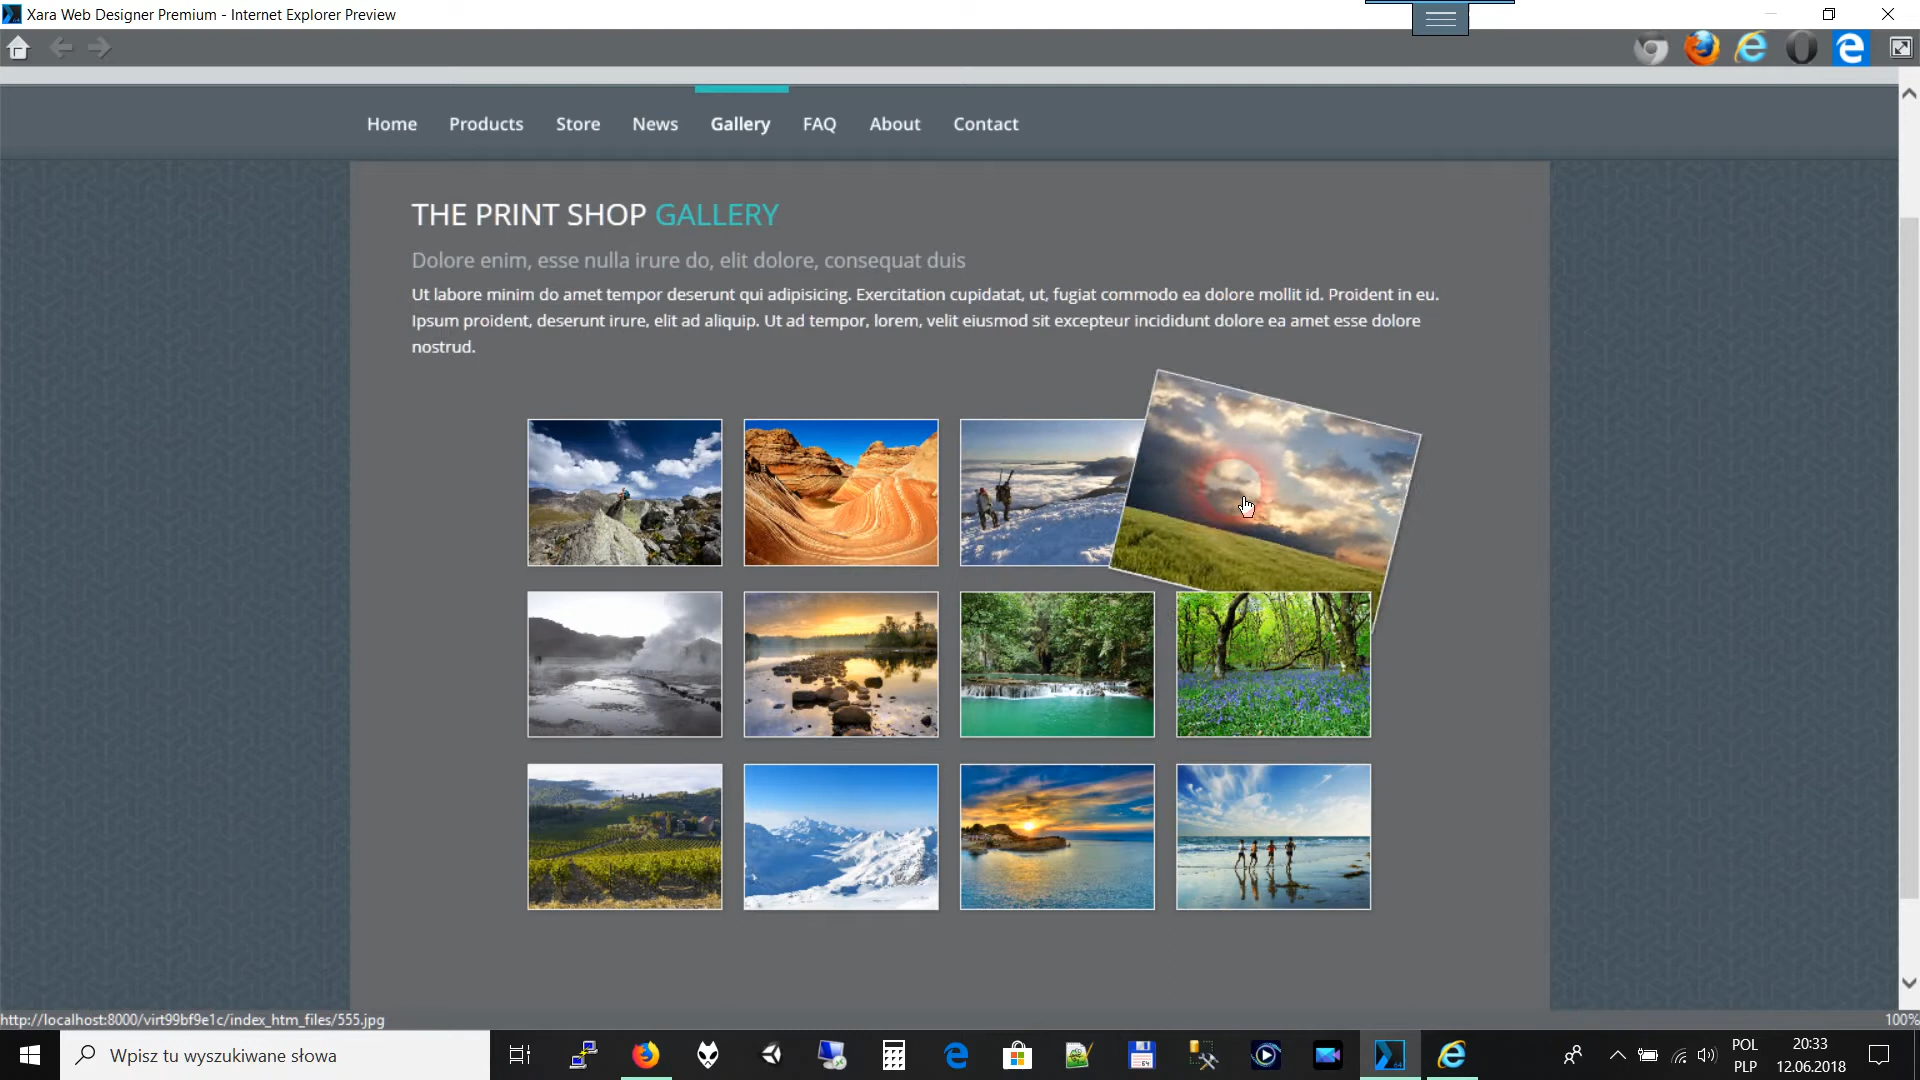 Xara Web Designer Premium - Internet Explorer Preview
Home Products Store News Gallery FAQ About Contact
THE PRINT SHOP GALLERY
Dolore enim, esse nulla irure do, elit dolore, consequat duis
Ut labore minim do amet tempor deserunt qui adipisicing. Exercitation cupidatat, ut, fugiat commodo ea dolore mollit id. Proident in eu.
Ipsum proident, deserunt irure, elit ad aliquip. Ut ad tempor, lorem, velit eiusmod sit excepteur incididunt dolore ea amet esse dolore
nostrud.
http://localhost:8000/virt99bf9e1c/index_htm_files/555.jpg
100%
Wpisz tu wyszukiwane słowa
64
POL
PLP
20:33
12.06.2018